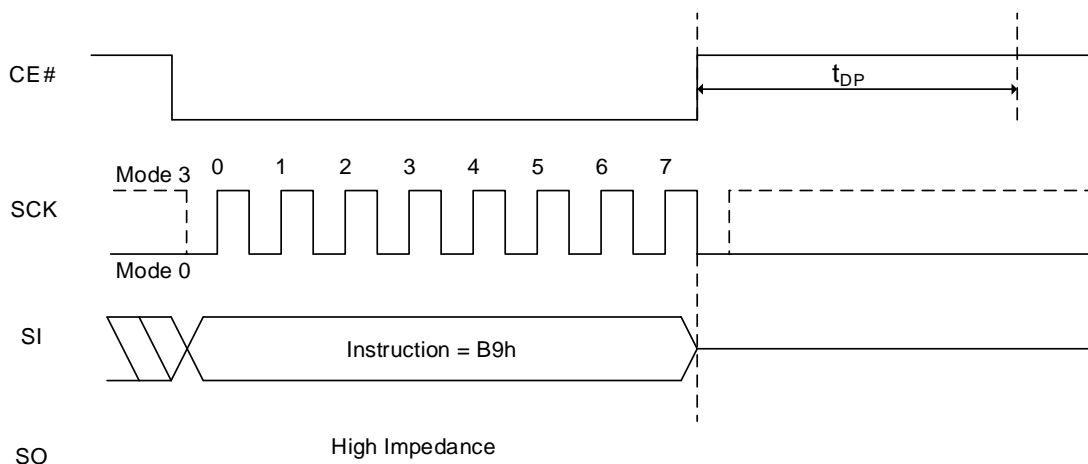 CE#
tDP
Mode 3
0 1 2 3 4 5 6 7
SCK
Mode 0
SI
Instruction = B9h
High Impedance
SO